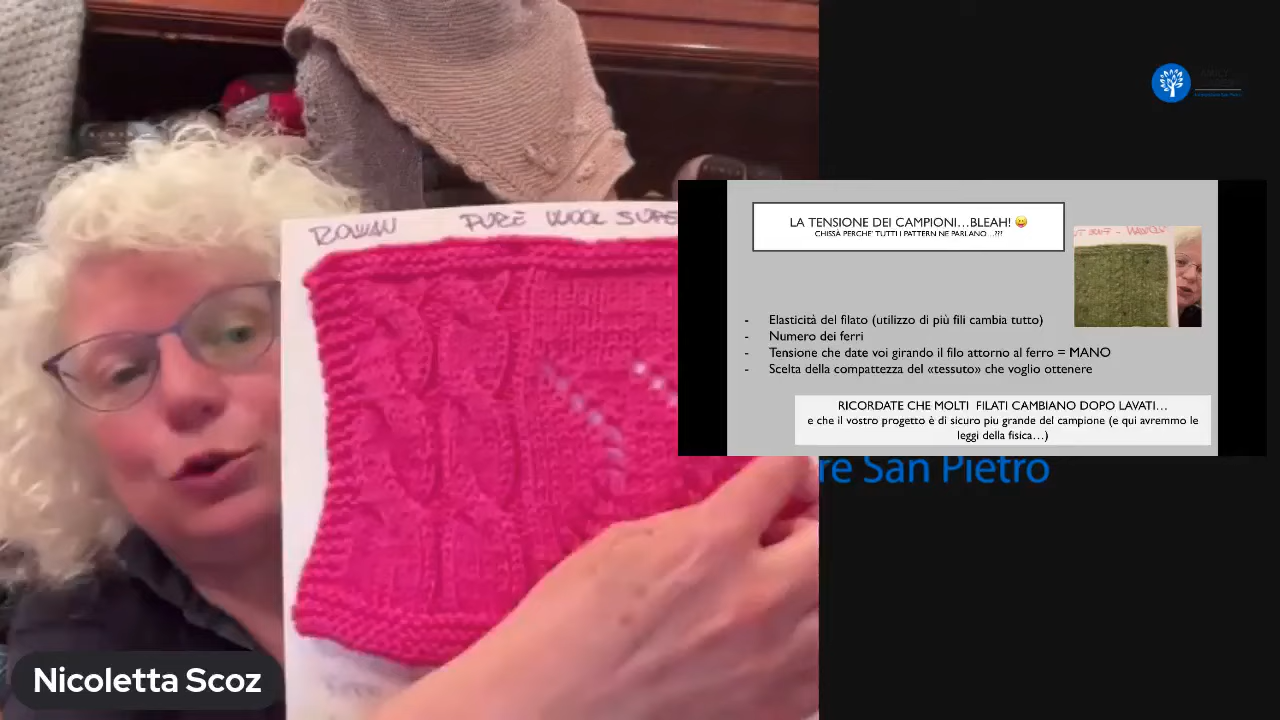 ROWAN PURE WOOL SUPE
LA TENSIONE DEI CAMPIONI…BLEAH! 😀
CHISSÀ PERCHE' TUTTI I PATTERN NE PARLANO…???
- Elasticità del filato (utilizzo di più fili cambia tutto)
- Numero dei ferri
- Tensione che date voi girando il filo attorno al ferro = MANO
- Scelta della compattezza del «tessuto» che voglio ottenere
RICORDATE CHE MOLTI FILATI CAMBIANO DOPO LAVATI…
e che il vostro progetto è di sicuro piu grande del campione (e qui avremmo le
leggi della fisica…)
re San Pietro
Nicoletta Scoz